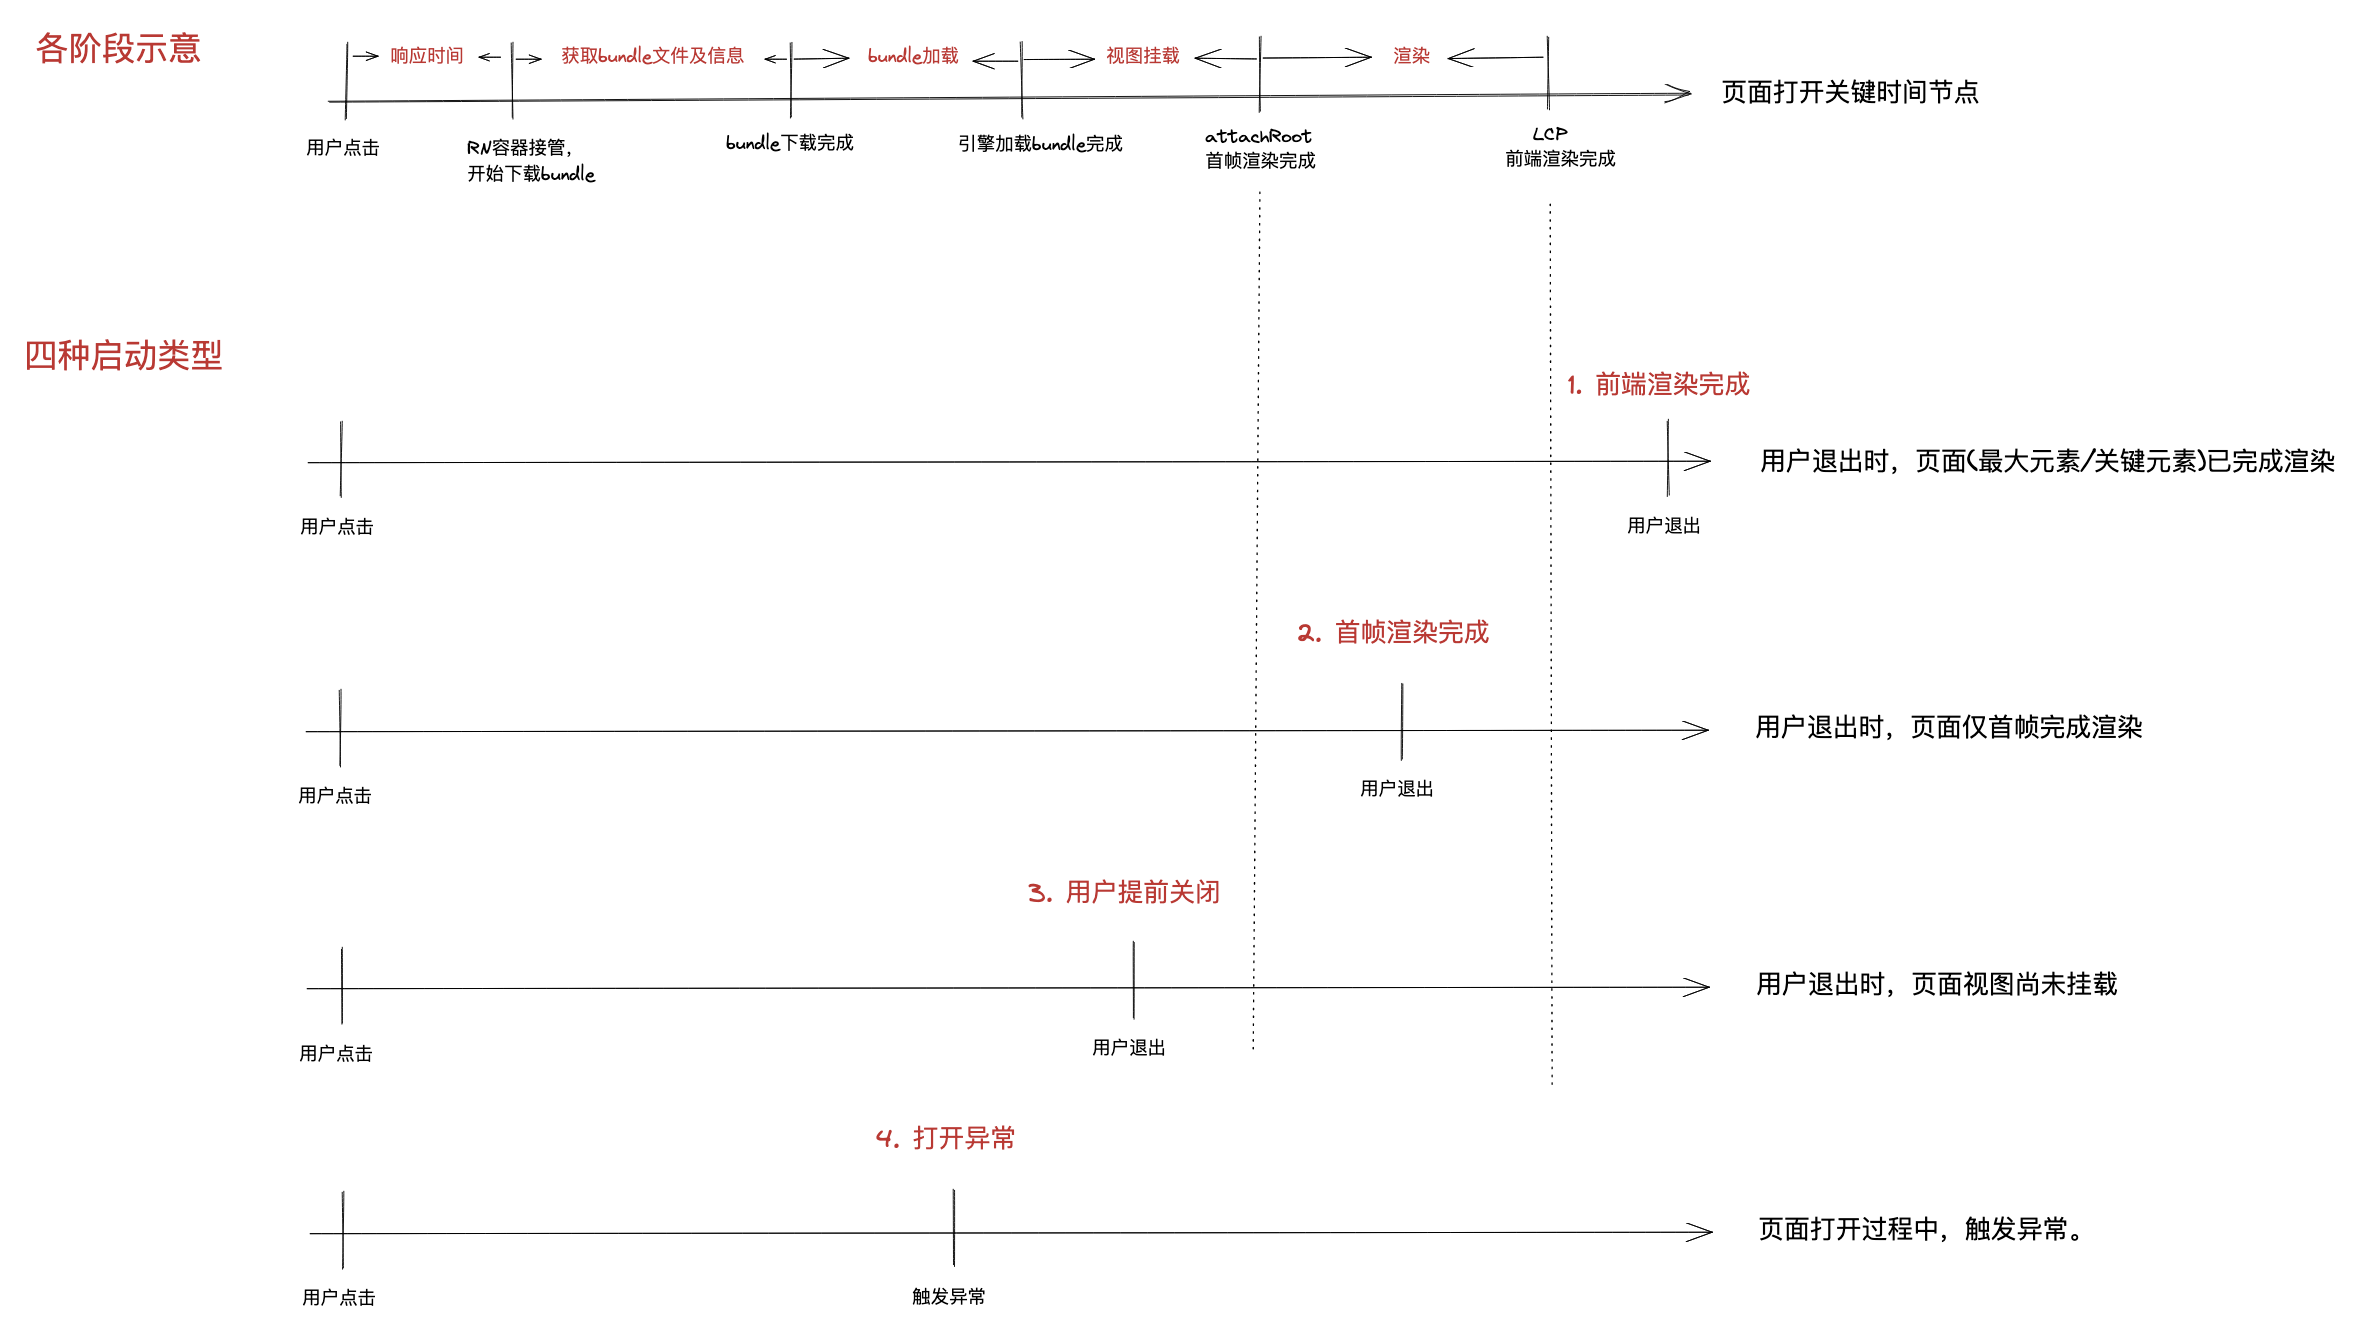 各阶段示意
响应时间
获取bundle文件及信息
bundle加载
视图挂载
渲染
页面打开关键时间节点
用户点击
RN容器接管，
开始下载bundle
bundle下载完成
引擎加载bundle完成
attachRoot
首帧渲染完成
LCP
前端渲染完成
四种启动类型
1. 前端渲染完成
用户退出时，页面(最大元素/关键元素)已完成渲染
用户点击
用户退出
2. 首帧渲染完成
用户退出时，页面仅首帧完成渲染
用户点击
用户退出
3. 用户提前关闭
用户退出时，页面视图尚未挂载
用户点击
用户退出
4. 打开异常
页面打开过程中，触发异常。
用户点击
触发异常